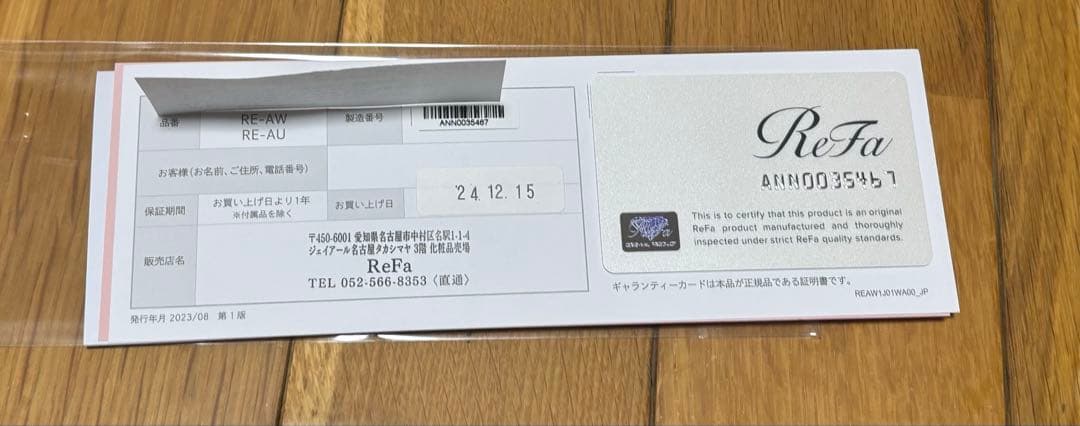 品番
RE-AW
RE-AU
製造番号
ANN0035467
お客様(お名前、ご住所、電話番号)
保証期間
お買い上げ日より1年
※付属品を除く
お買い上げ日
'24.12.15
販売店名
〒450-6001 愛知県名古屋市中村区名駅1-1-4
ジェイアール名古屋タカシマヤ 3階 化粧品売場
ReFa
TEL 052-566-8353〈直通〉
発行年月 2023/08 第1版
ReFa
ANN0035467
ReFa
This is to certify that this product is an original
ReFa product manufactured and thoroughly
inspected under strict ReFa quality standards.
ギャランティーカードは本品が正規品である証明書です。
REAW1J01WA00_JP